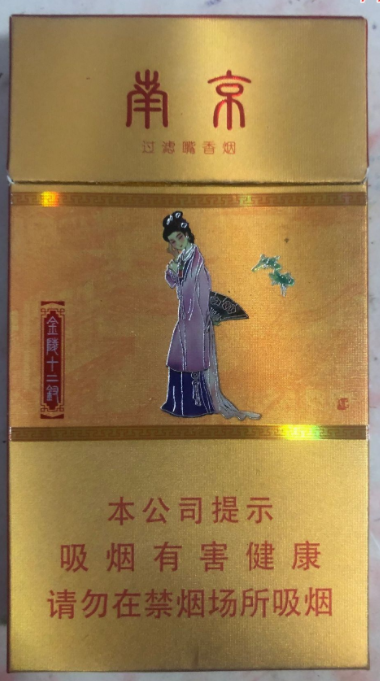 南京
过滤嘴香烟
金陵十二钗
本公司提示
吸烟有害健康
请勿在禁烟场所吸烟